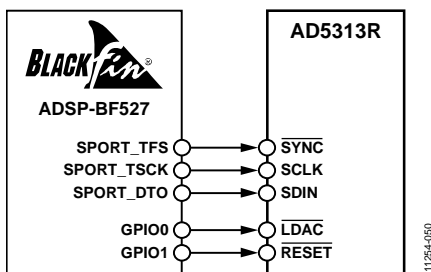 BLACKfin®
ADSP-BF527
SPORT_TFS
SPORT_TSCK
SPORT_DTO
GPIO0
GPIO1
AD5313R
SYNC
SCLK
SDIN
LDAC
RESET
11254-050